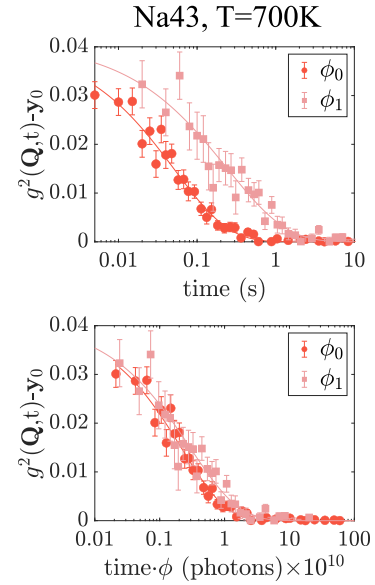 Na43, T=700K
0.04
0.03
0.02
0.01
0
g²(Q,t)-y₀
ϕ₀
ϕ₁
0.01 0.1 1 10
time (s)
0.04
0.03
0.02
0.01
0
g²(Q,t)-y₀
ϕ₀
ϕ₁
0.01 0.1 1 10 100
time·ϕ (photons)×10¹⁰